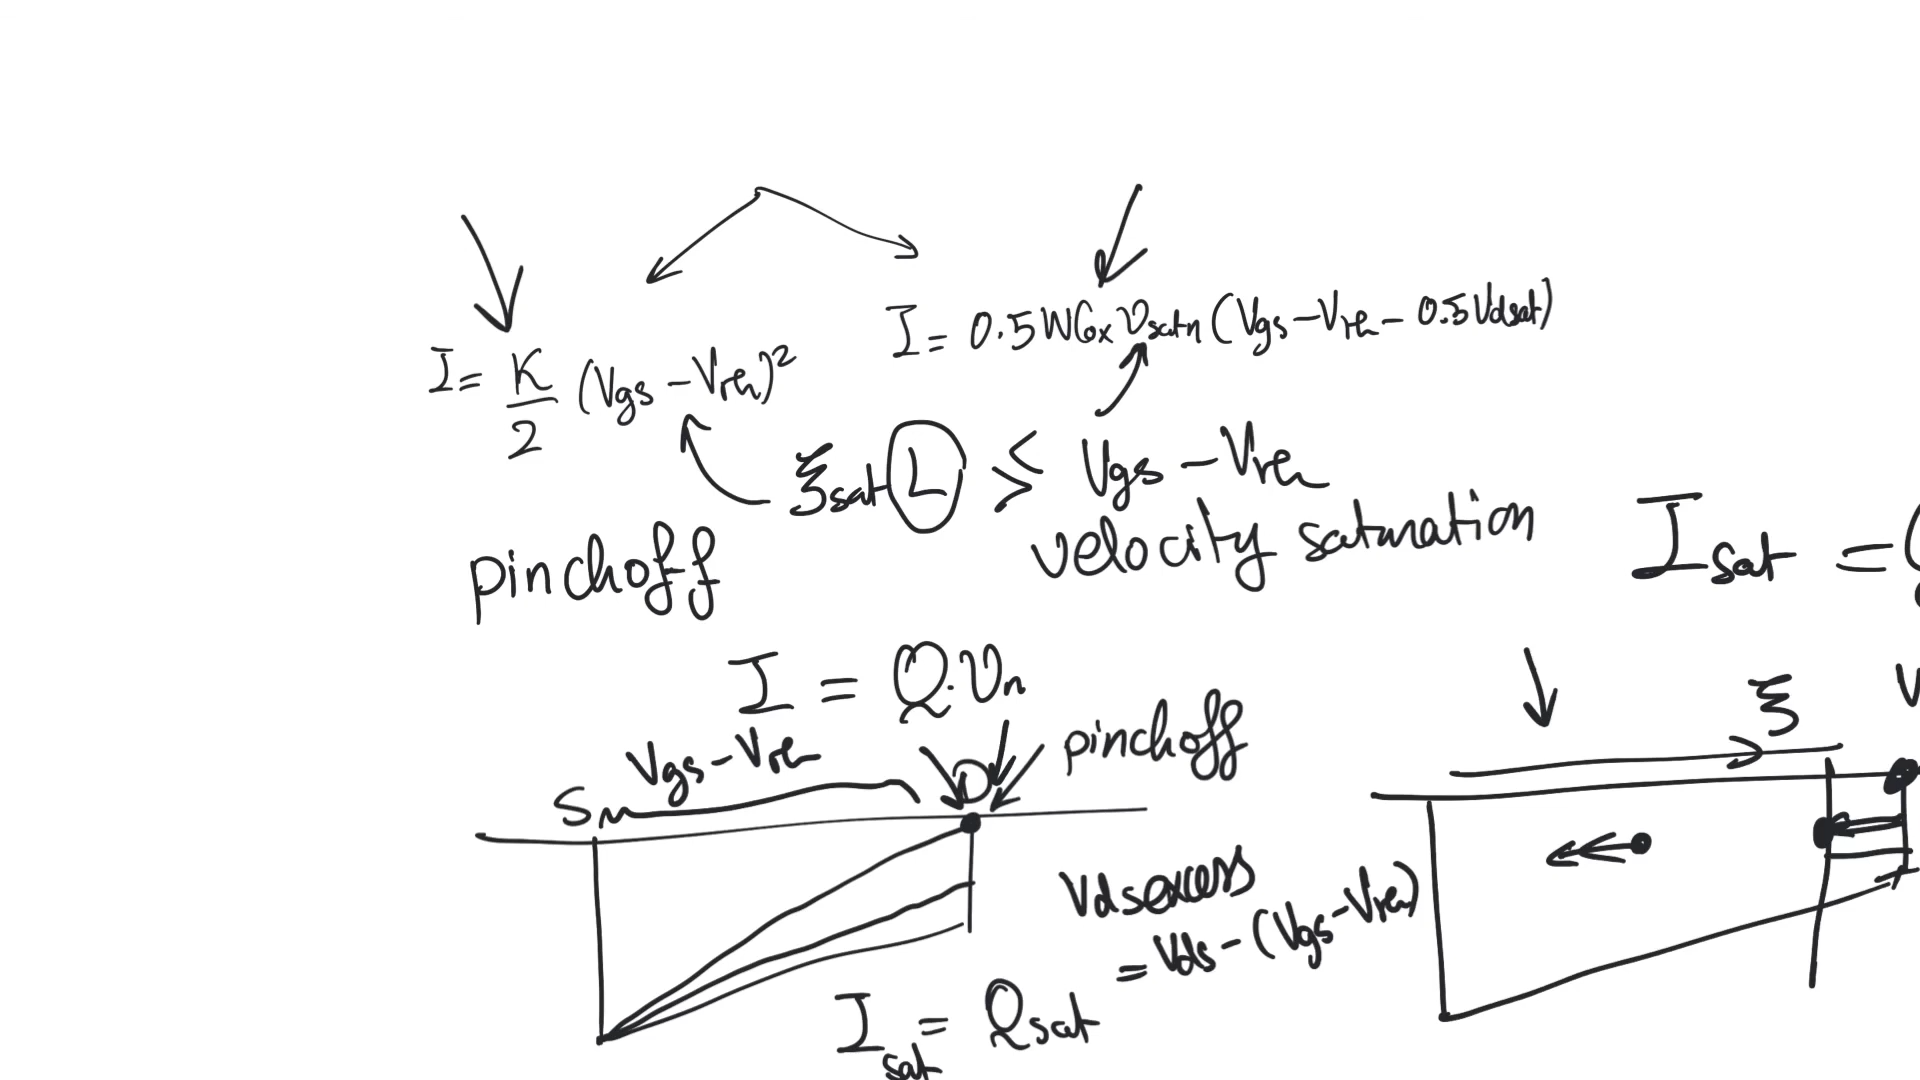 I = 0.5 W Cox vsatn (Vgs - VTh - 0.5 Vdsat)
I = K/2 (Vgs - VTh)²
ξsat L ≤ ≥ Vgs - VTh
pinchoff
velocity saturation
Isat =
I = Q.vn
ξ
Vgs - VTh
pinchoff
S
D
Vdsexcess
= Vds - (Vgs - VTh)
Isat = Qsat